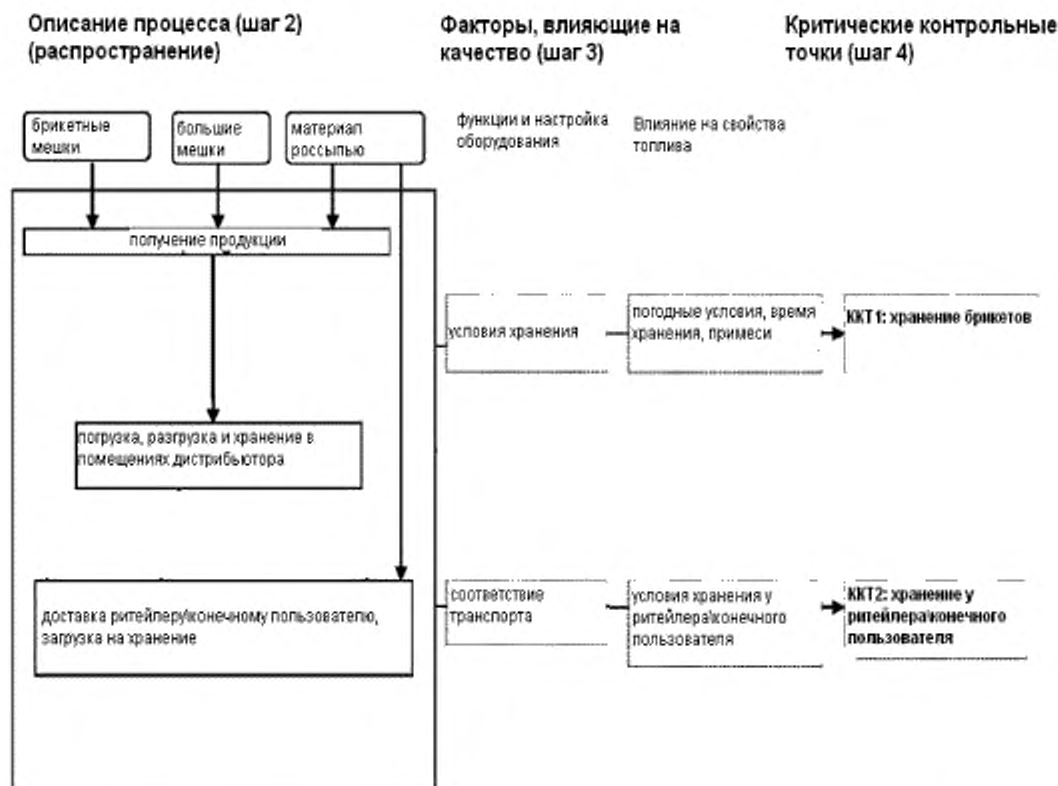 Описание процесса (шаг 2)
(распространение)
Факторы, влияющие на
качество (шаг 3)
Критические контрольные
точки (шаг 4)
брикетные
мешки
большие
мешки
материал
россыпью
функции и настройка
оборудования
Влияние на свойства
топлива
получение продукции
условия хранения
погодные условия, время
хранения, примеси
ККТ1: хранение брикетов
погрузка, разгрузка и хранение в
помещениях дистрибьютора
доставка ритейлеру\конечному пользователю,
загрузка на хранение
соответствие
транспорта
условия хранения у
ритейлера\конечного
пользователя
ККТ2: хранение у
ритейлера\конечного
пользователя